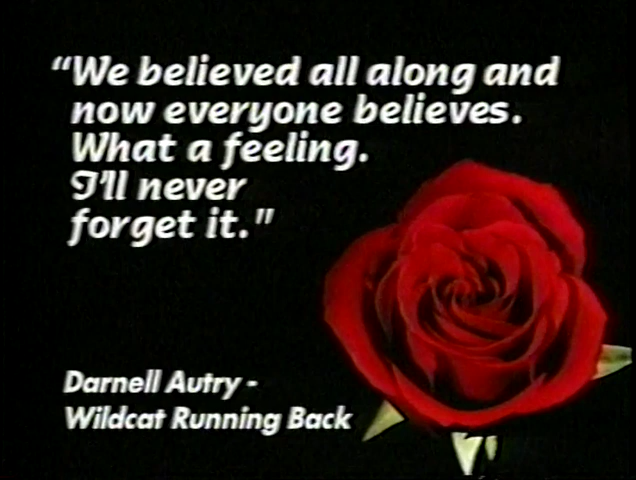 “We believed all along and
now everyone believes.
What a feeling.
I'll never
forget it."
Darnell Autry -
Wildcat Running Back